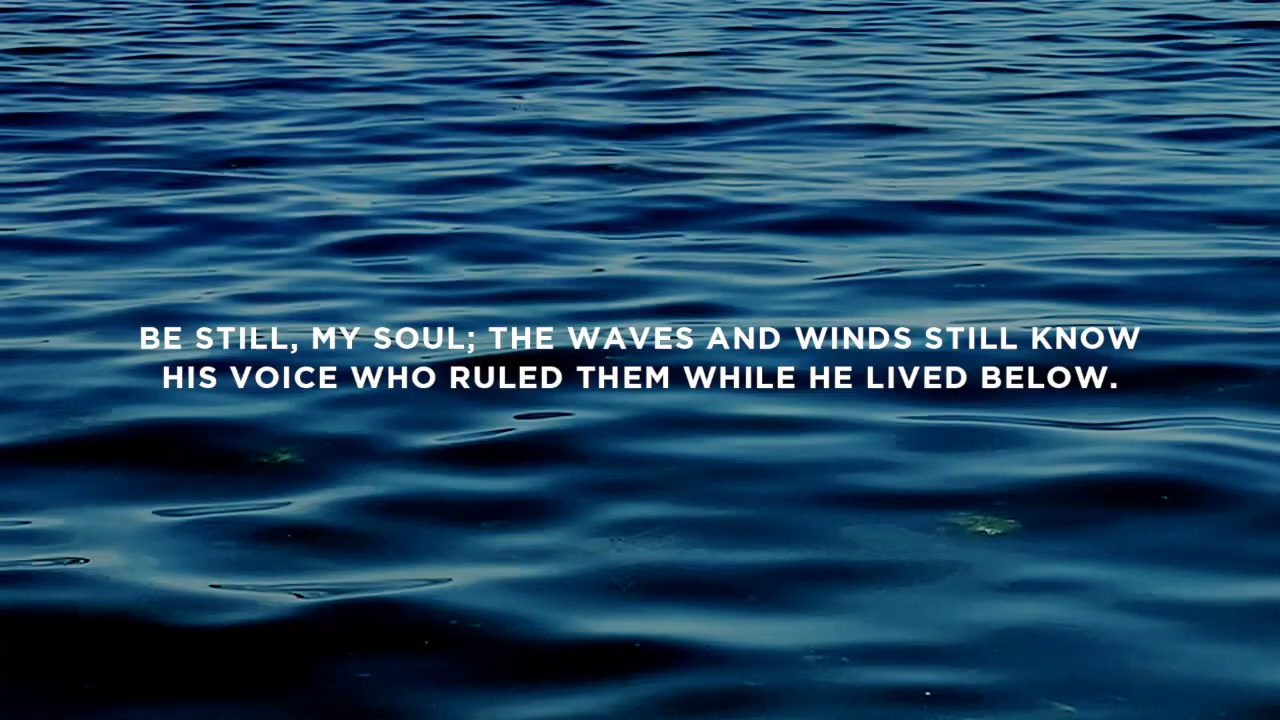 BE STILL, MY SOUL; THE WAVES AND WINDS STILL KNOW
HIS VOICE WHO RULED THEM WHILE HE LIVED BELOW.